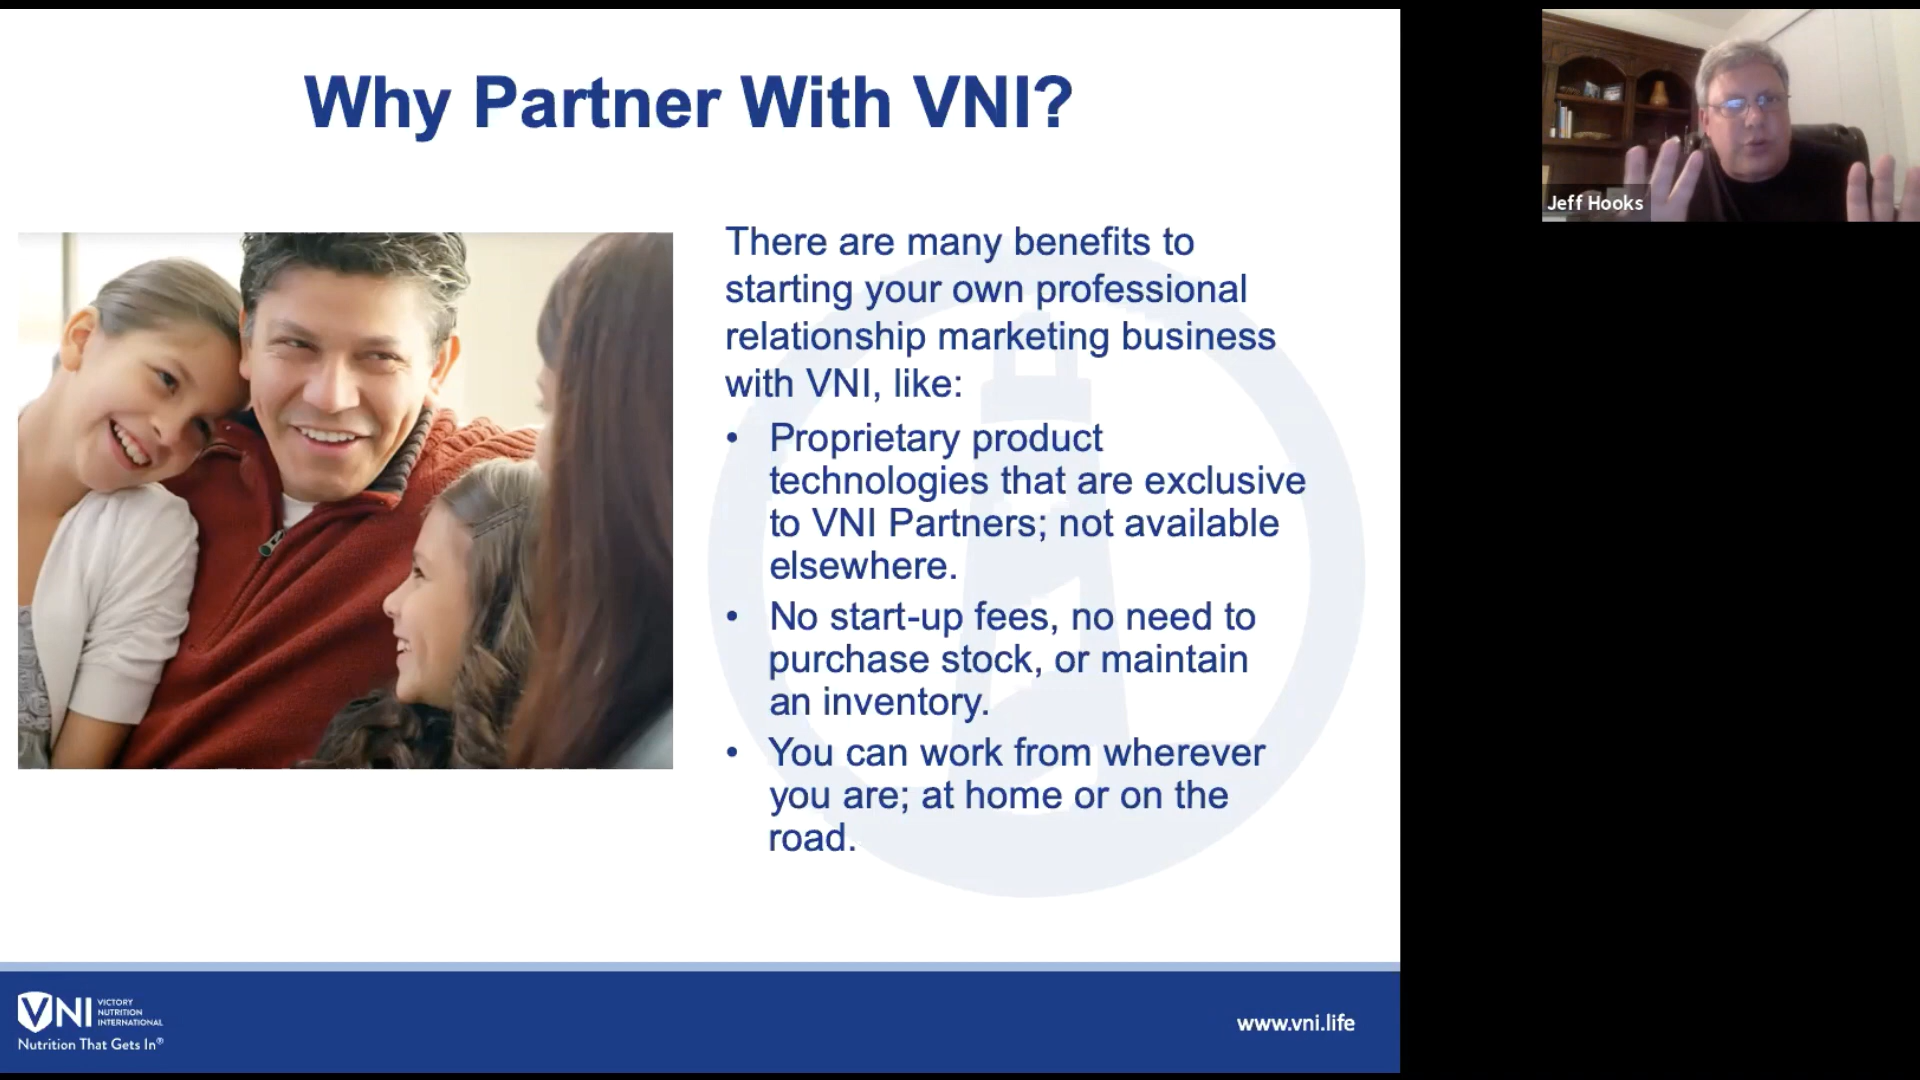 Why Partner With VNI?
Jeff Hooks
There are many benefits to
starting your own professional
relationship marketing business
with VNI, like:
• Proprietary product
technologies that are exclusive
to VNI Partners; not available
elsewhere.
• No start-up fees, no need to
purchase stock, or maintain
an inventory.
• You can work from wherever
you are; at home or on the
road.
VNI
VICTORY
NUTRITION
INTERNATIONAL
Nutrition That Gets In®
www.vni.life